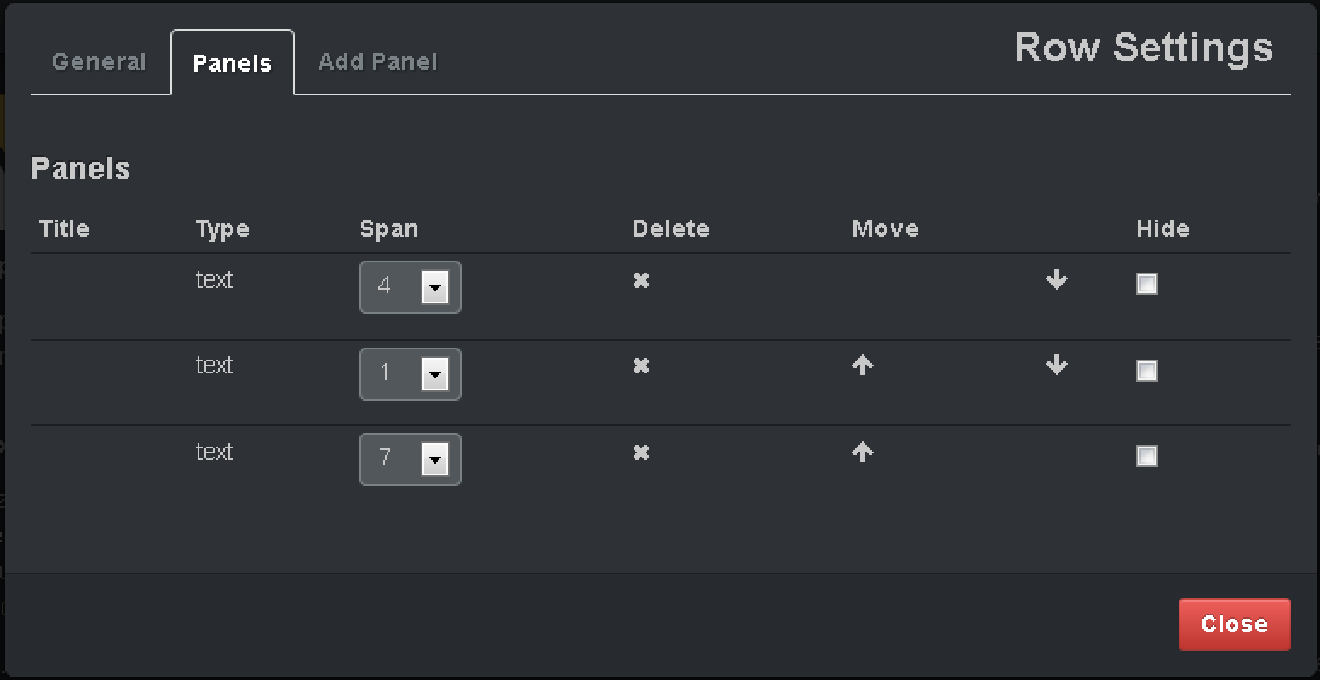 General Panels Add Panel Row Settings
Panels
Title Type Span Delete Move Hide
text 4
text 1
text 7
Close